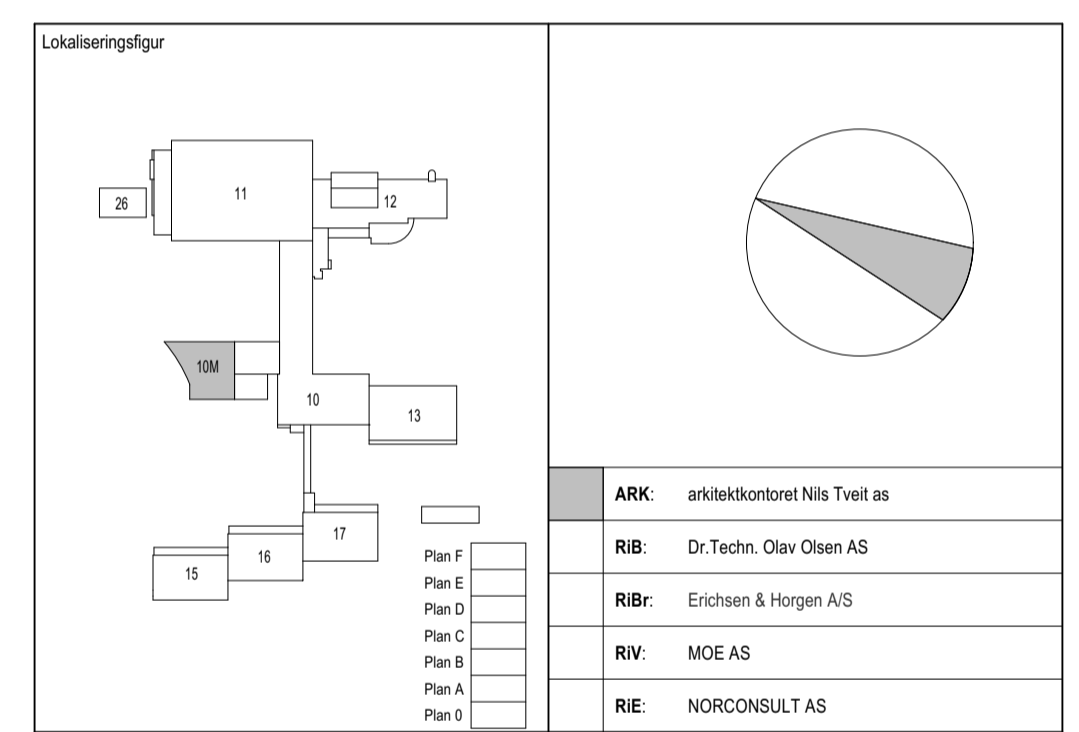 Lokaliseringsfigur
11
12
26
10M
10
13
17
16
15
Plan F
Plan E
Plan D
Plan C
Plan B
Plan A
Plan 0
ARK: arkitektkontoret Nils Tveit as
RiB: Dr.Techn. Olav Olsen AS
RiBr: Erichsen & Horgen A/S
RiV: MOE AS
RiE: NORCONSULT AS